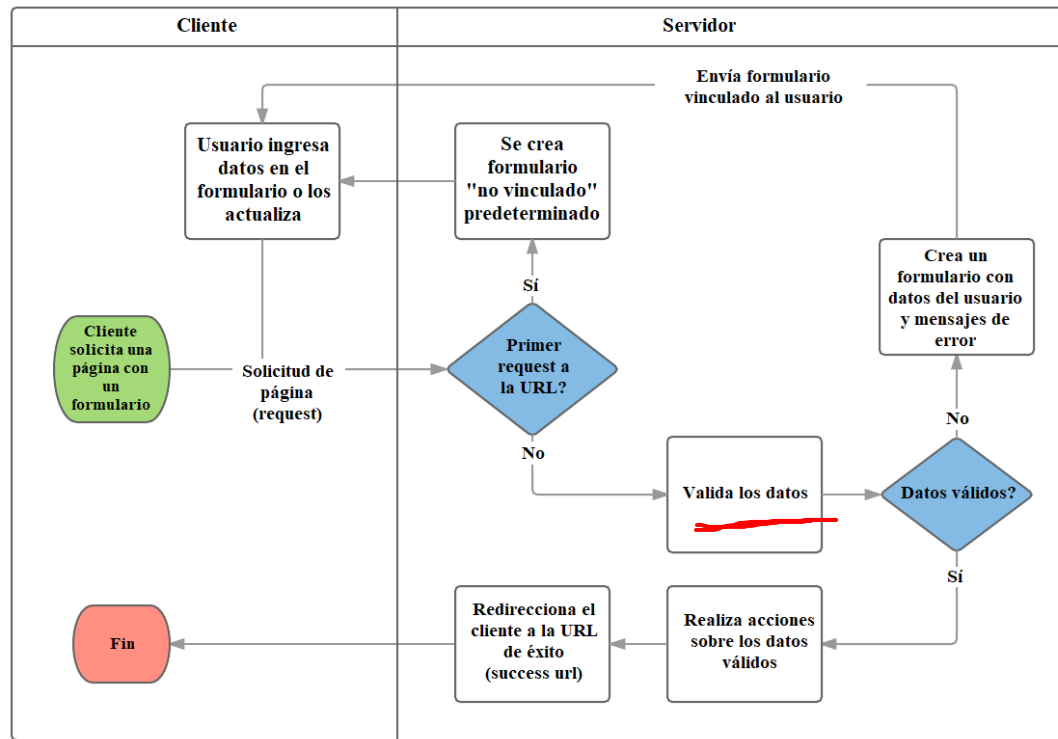 Cliente
Servidor
Envía formulario
vinculado al usuario
Usuario ingresa
datos en el
formulario o los
actualiza
Se crea
formulario
"no vinculado"
predeterminado
Crea un
formulario con
datos del usuario
y mensajes de
error
Sí
Cliente
solicita una
página con
un
formulario
Solicitud de
página
(request)
Primer
request a
la URL?
No
No
Valida los datos
Datos válidos?
Sí
Redirecciona el
cliente a la URL
de éxito
(success url)
Realiza acciones
sobre los datos
válidos
Fin